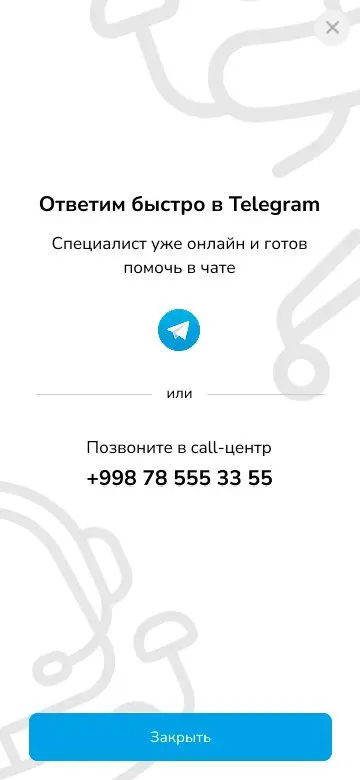 Ответим быстро в Telegram
Специалист уже онлайн и готов
помочь в чате
или
Позвоните в call-центр
+998 78 555 33 55
Закрыть